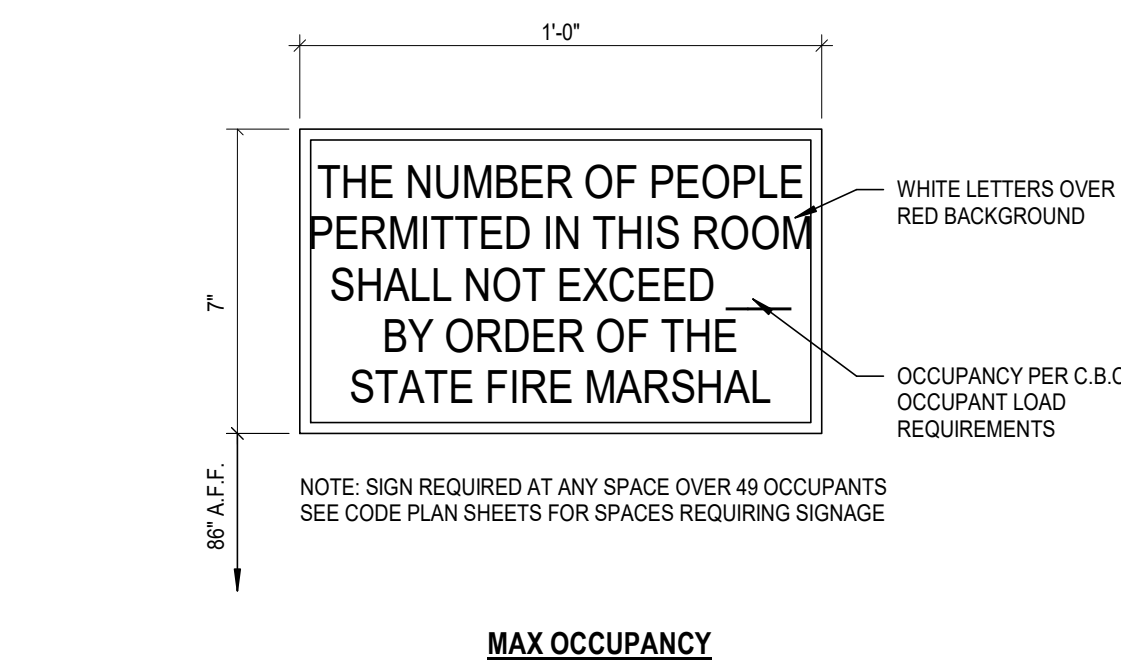 1'-0"
THE NUMBER OF PEOPLE
PERMITTED IN THIS ROOM
SHALL NOT EXCEED ____
BY ORDER OF THE
STATE FIRE MARSHAL
WHITE LETTERS OVER
RED BACKGROUND
7"
OCCUPANCY PER C.B.C
OCCUPANT LOAD
REQUIREMENTS
86" A.F.F.
NOTE: SIGN REQUIRED AT ANY SPACE OVER 49 OCCUPANTS
SEE CODE PLAN SHEETS FOR SPACES REQUIRING SIGNAGE
MAX OCCUPANCY